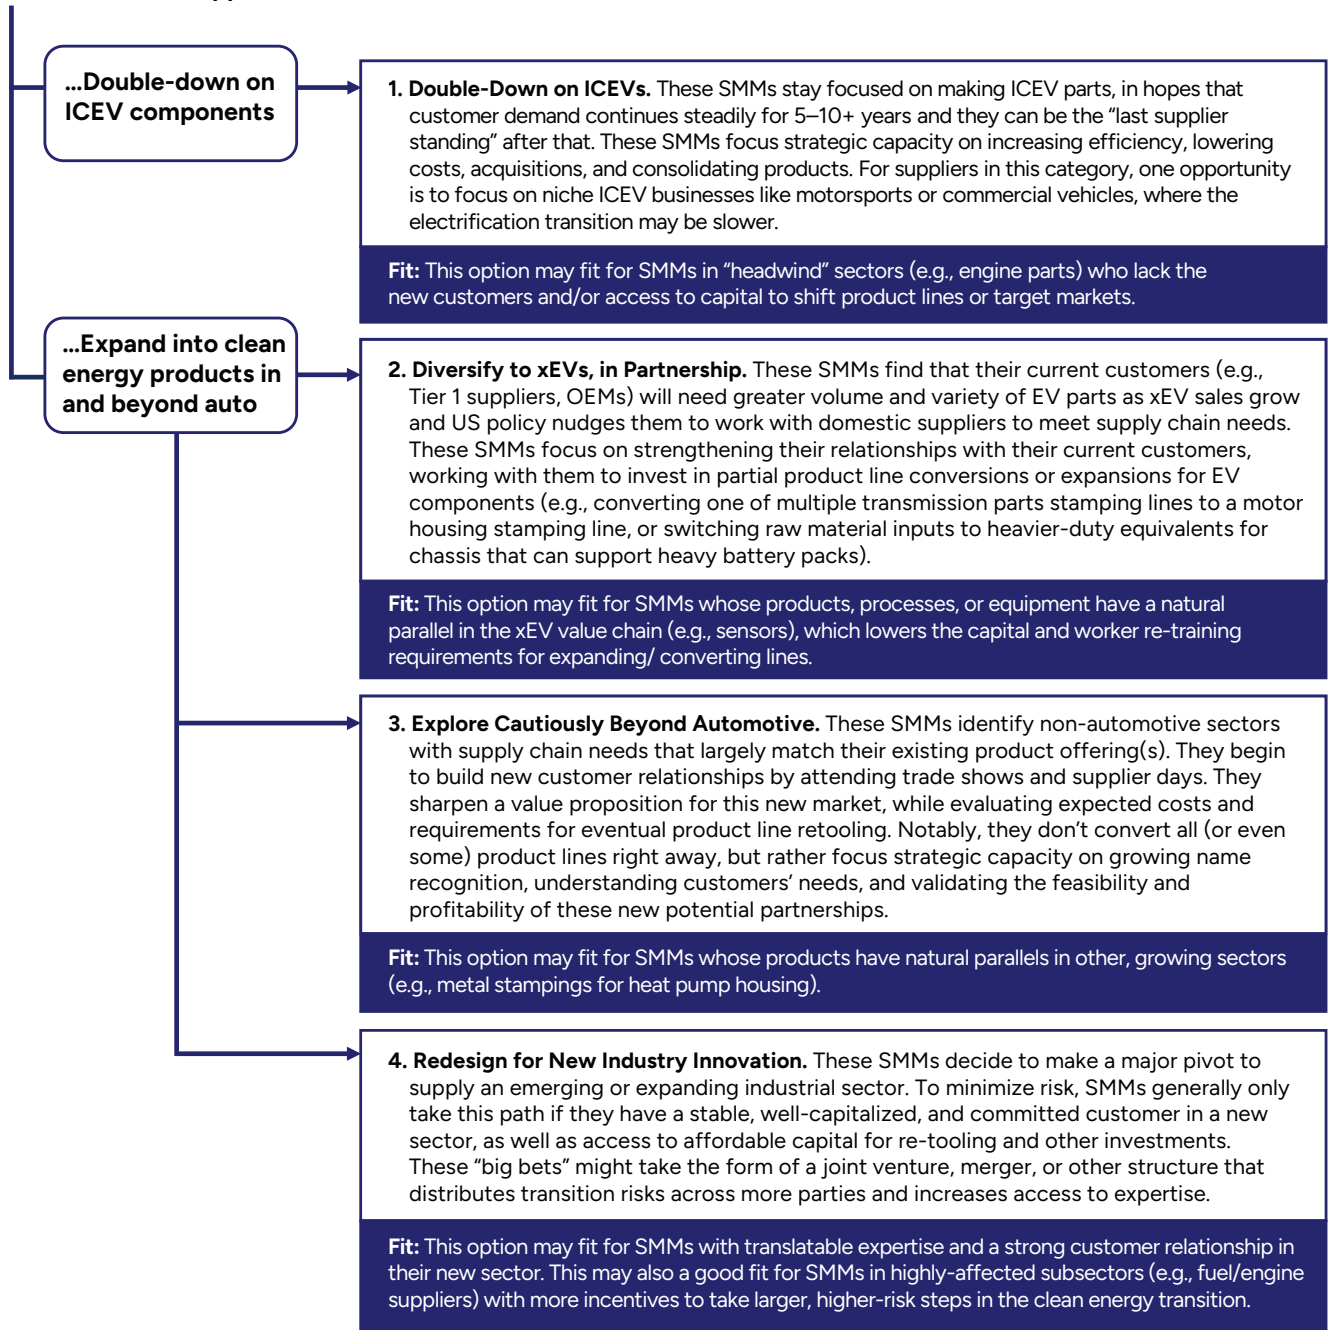 ...Double-down on
ICEV components
1. Double-Down on ICEVs. These SMMs stay focused on making ICEV parts, in hopes that
customer demand continues steadily for 5–10+ years and they can be the “last supplier
standing” after that. These SMMs focus strategic capacity on increasing efficiency, lowering
costs, acquisitions, and consolidating products. For suppliers in this category, one opportunity
is to focus on niche ICEV businesses like motorsports or commercial vehicles, where the
electrification transition may be slower.
Fit: This option may fit for SMMs in “headwind” sectors (e.g., engine parts) who lack the
new customers and/or access to capital to shift product lines or target markets.
...Expand into clean
energy products in
and beyond auto
2. Diversify to xEVs, in Partnership. These SMMs find that their current customers (e.g.,
Tier 1 suppliers, OEMs) will need greater volume and variety of EV parts as xEV sales grow
and US policy nudges them to work with domestic suppliers to meet supply chain needs.
These SMMs focus on strengthening their relationships with their current customers,
working with them to invest in partial product line conversions or expansions for EV
components (e.g., converting one of multiple transmission parts stamping lines to a motor
housing stamping line, or switching raw material inputs to heavier-duty equivalents for
chassis that can support heavy battery packs).
Fit: This option may fit for SMMs whose products, processes, or equipment have a natural
parallel in the xEV value chain (e.g., sensors), which lowers the capital and worker re-training
requirements for expanding/ converting lines.
3. Explore Cautiously Beyond Automotive. These SMMs identify non-automotive sectors
with supply chain needs that largely match their existing product offering(s). They begin
to build new customer relationships by attending trade shows and supplier days. They
sharpen a value proposition for this new market, while evaluating expected costs and
requirements for eventual product line retooling. Notably, they don’t convert all (or even
some) product lines right away, but rather focus strategic capacity on growing name
recognition, understanding customers’ needs, and validating the feasibility and
profitability of these new potential partnerships.
Fit: This option may fit for SMMs whose products have natural parallels in other, growing sectors
(e.g., metal stampings for heat pump housing).
4. Redesign for New Industry Innovation. These SMMs decide to make a major pivot to
supply an emerging or expanding industrial sector. To minimize risk, SMMs generally only
take this path if they have a stable, well-capitalized, and committed customer in a new
sector, as well as access to affordable capital for re-tooling and other investments.
These “big bets” might take the form of a joint venture, merger, or other structure that
distributes transition risks across more parties and increases access to expertise.
Fit: This option may fit for SMMs with translatable expertise and a strong customer relationship in
their new sector. This may also a good fit for SMMs in highly-affected subsectors (e.g., fuel/engine
suppliers) with more incentives to take larger, higher-risk steps in the clean energy transition.